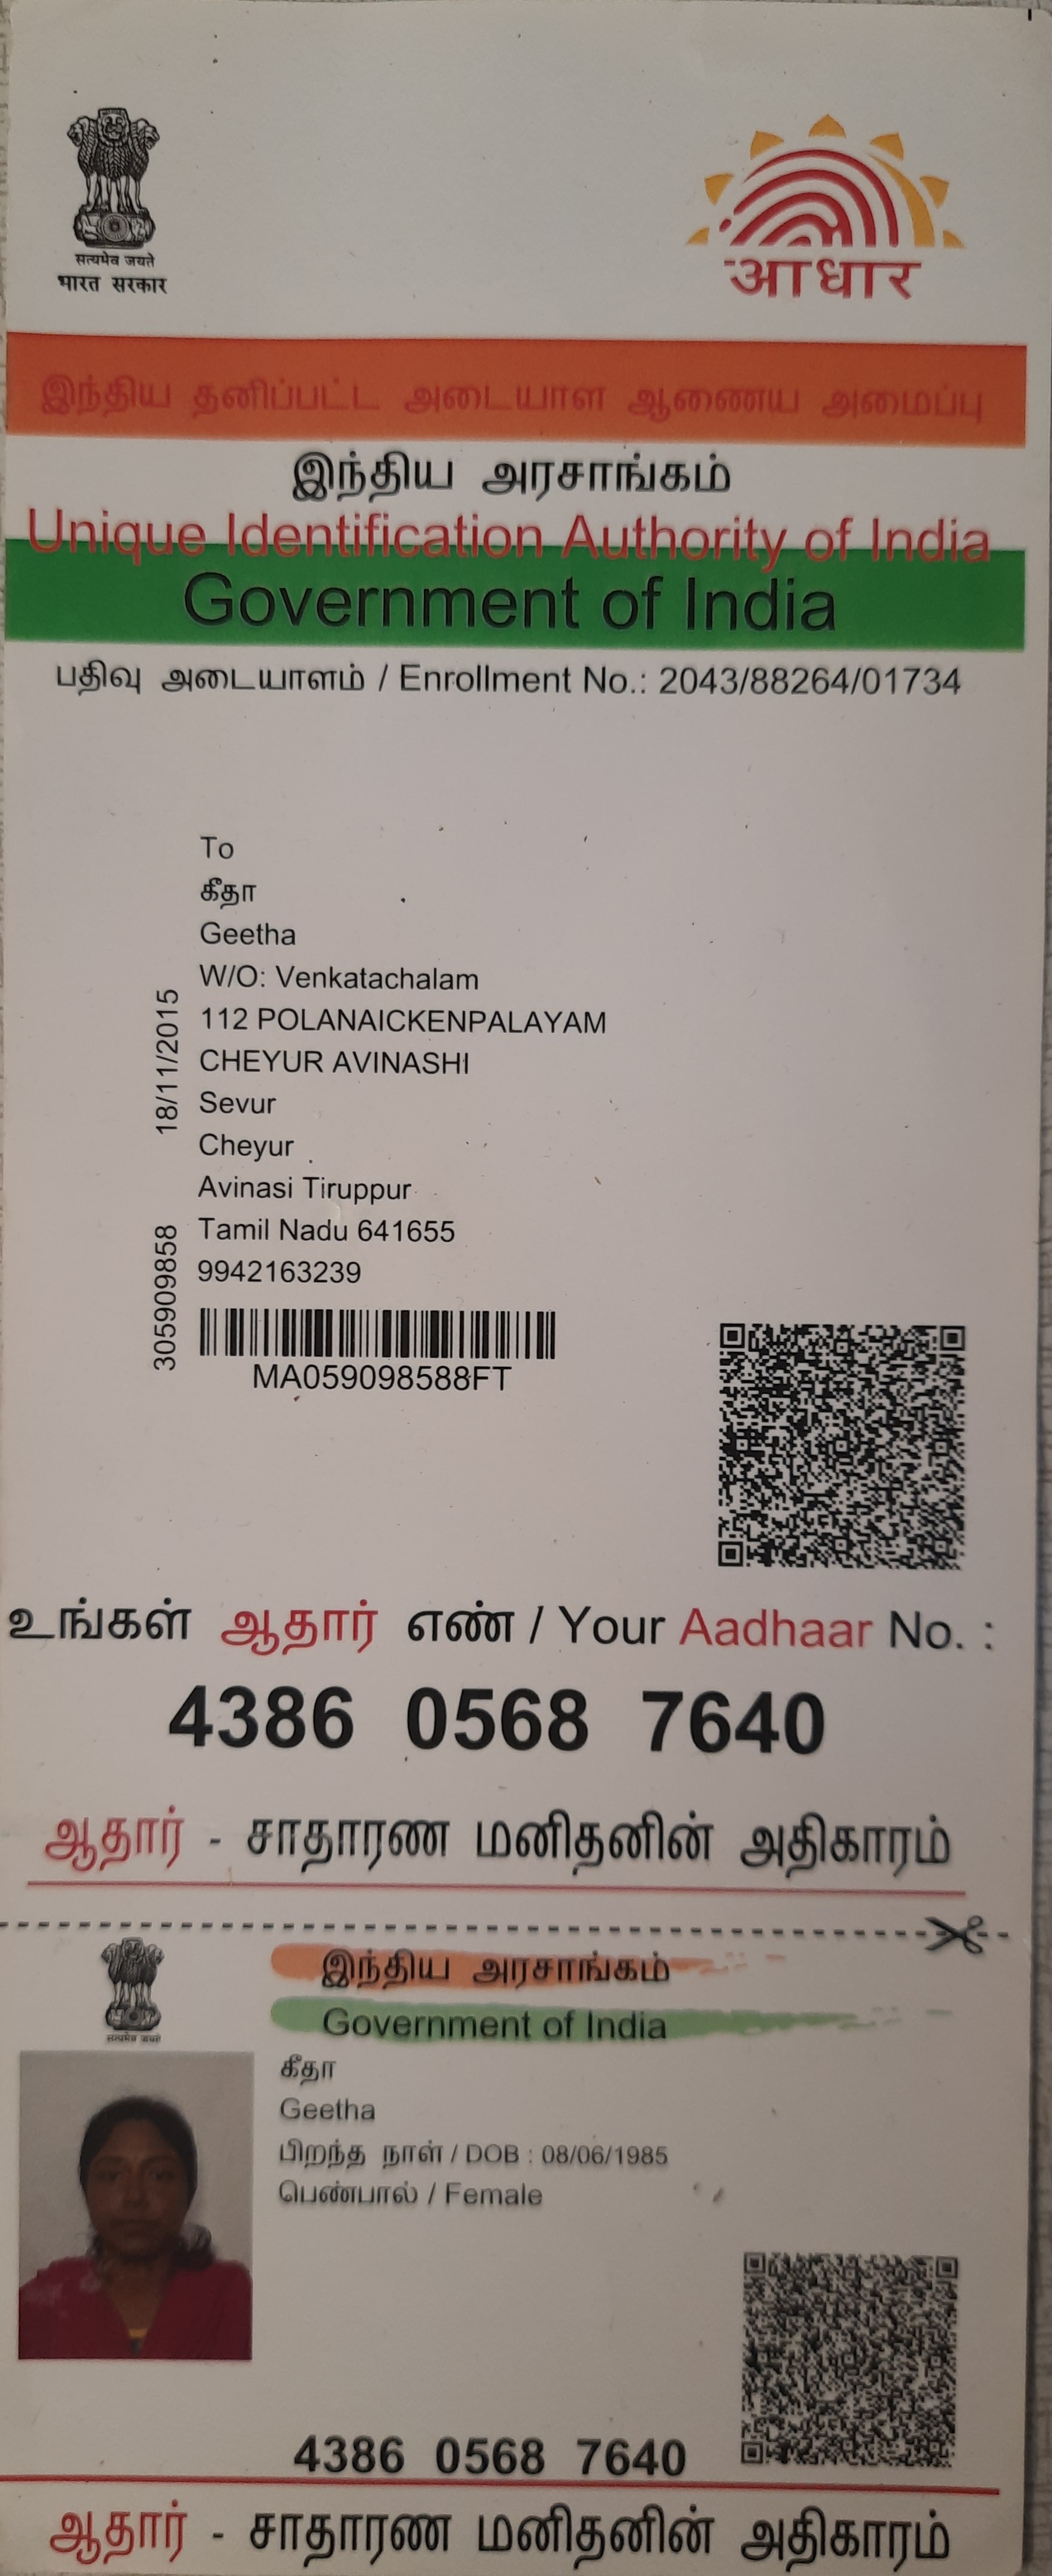 सत्यमेव जयते
भारत सरकार
आधार
இந்திய தனிப்பட்ட அடையாள ஆணைய அமைப்பு
இந்திய அரசாங்கம்
Unique Identification Authority of India
Government of India
பதிவு அடையாளம் / Enrollment No.: 2043/88264/01734
To
கீதா
Geetha
W/O: Venkatachalam
112 POLANAICKENPALAYAM
CHEYUR AVINASHI
Sevur
Cheyur
Avinasi Tiruppur
Tamil Nadu 641655
9942163239
18/11/2015
305909858
MA059098588FT
உங்கள் ஆதார் எண் / Your Aadhaar No. :
4386 0568 7640
ஆதார் - சாதாரண மனிதனின் அதிகாரம்
सत्यमेव जयते
இந்திய அரசாங்கம்
Government of India
கீதா
Geetha
பிறந்த நாள் / DOB : 08/06/1985
பெண்பால் / Female
4386 0568 7640
ஆதார் - சாதாரண மனிதனின் அதிகாரம்